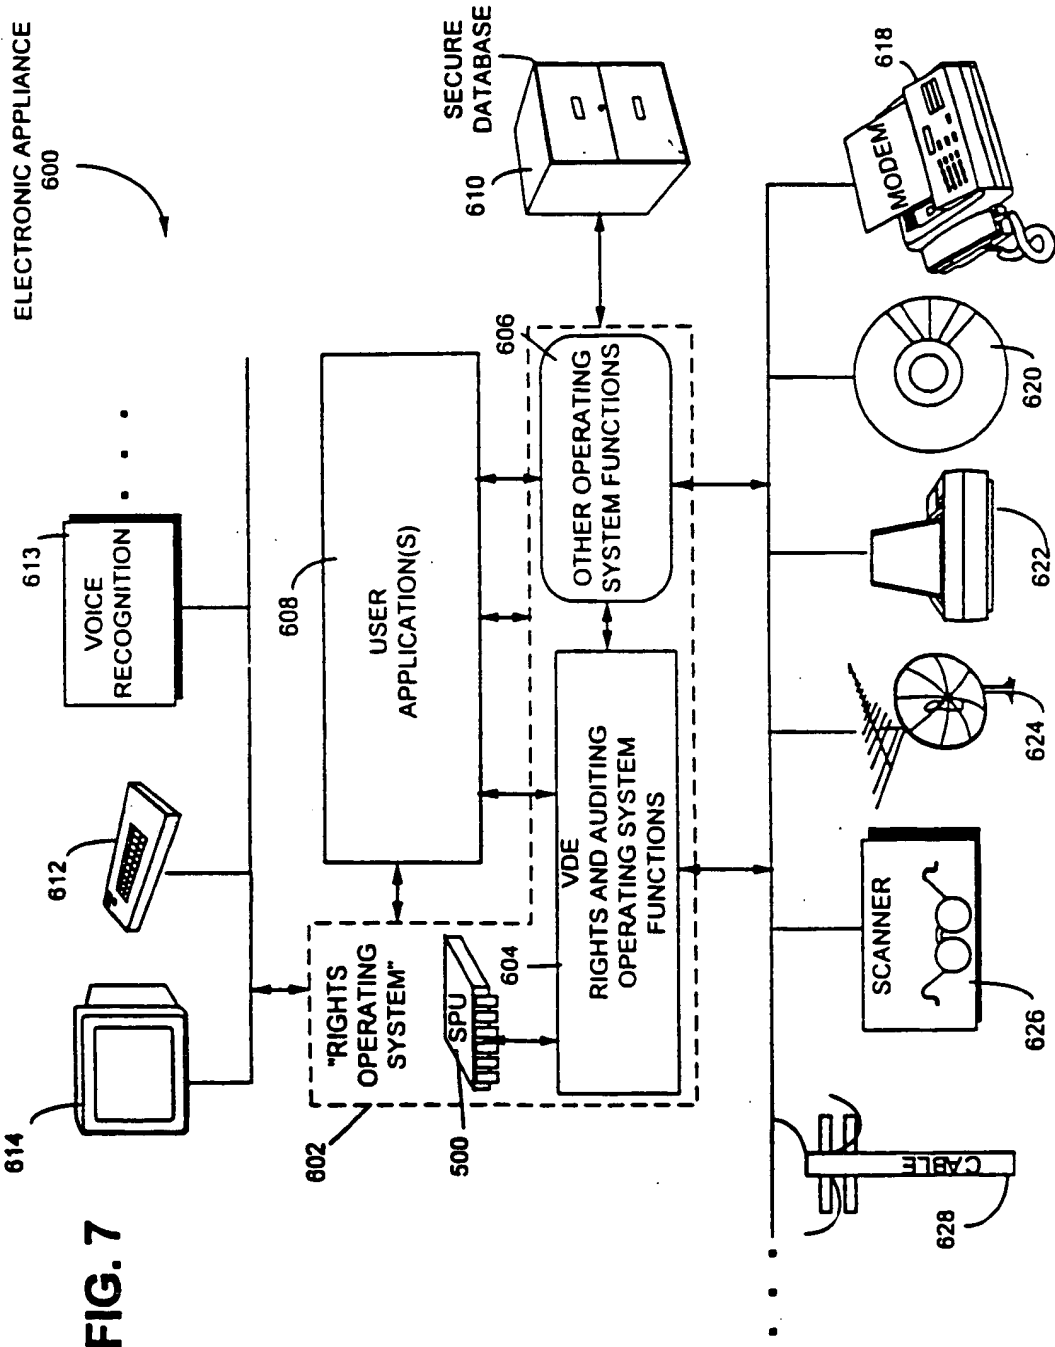 FIG. 7
ELECTRONIC APPLIANCE
600
614
612
613
VOICE
RECOGNITION
602
"RIGHTS
OPERATING
SYSTEM"
608
USER
APPLICATION(S)
SECURE
DATABASE
610
500
SPU
604
VDE
RIGHTS AND AUDITING
OPERATING SYSTEM
FUNCTIONS
606
OTHER OPERATING
SYSTEM FUNCTIONS
628
CABLE
626
SCANNER
624
622
620
618
MODEM